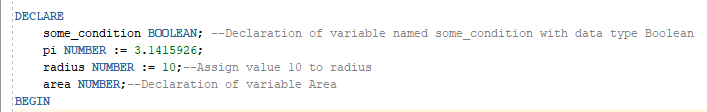 DECLARE
some_condition BOOLEAN; --Declaration of variable named some_condition with data type Boolean
pi NUMBER := 3.1415926;
radius NUMBER := 10;--Assign value 10 to radius
area NUMBER;--Declaration of variable Area
BEGIN